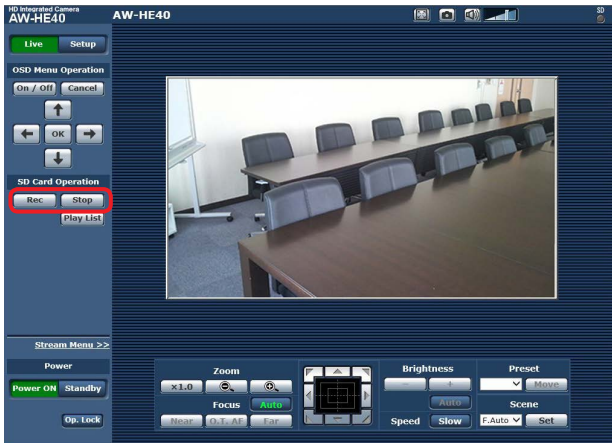 HD Integrated Camera
AW-HE40
AW-HE40
SD
Live Setup
OSD Menu Operation
On / Off Cancel
OK
SD Card Operation
Rec Stop
Play List
Stream Menu >>
Power
Power ON Standby
Op. Lock
Zoom
×1.0
Focus Auto
Near O.T. AF Far
Brightness
- +
Auto
Speed Slow
Preset
Move
Scene
F.Auto Set